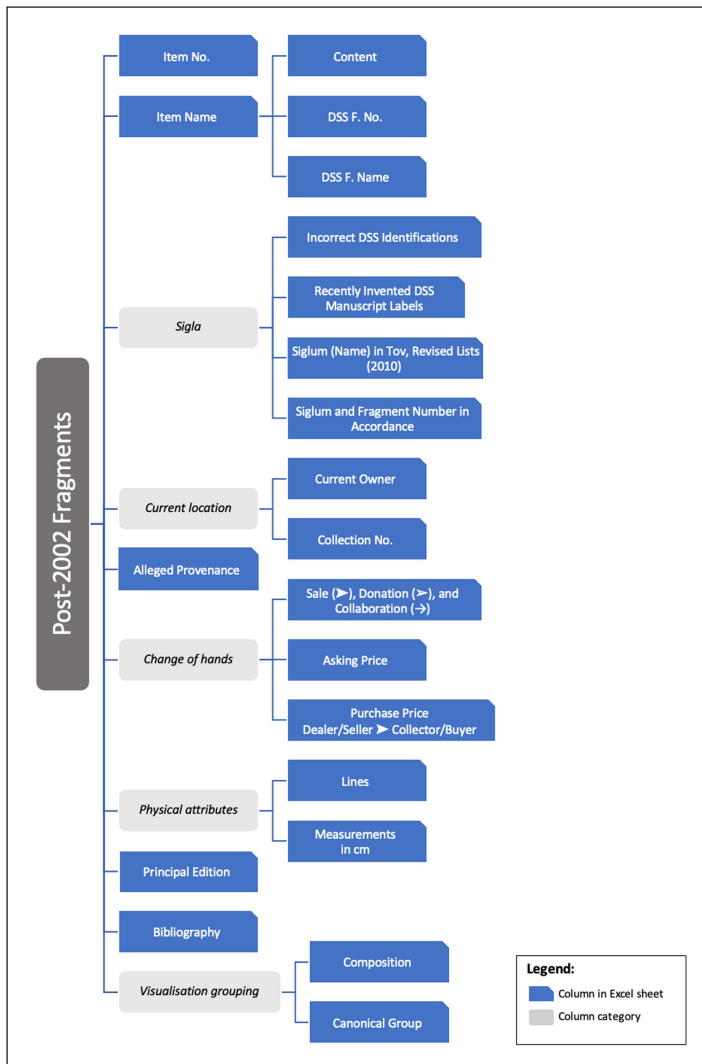 Post-2002 Fragments
Item No.
Item Name
Content
DSS F. No.
DSS F. Name
Sigla
Incorrect DSS Identifications
Recently Invented DSS
Manuscript Labels
Siglum (Name) in Tov, Revised Lists
(2010)
Siglum and Fragment Number in
Accordance
Current location
Current Owner
Collection No.
Alleged Provenance
Change of hands
Sale (➤), Donation (➢), and
Collaboration (→)
Asking Price
Purchase Price
Dealer/Seller ➤ Collector/Buyer
Physical attributes
Lines
Measurements
in cm
Principal Edition
Bibliography
Visualisation grouping
Composition
Canonical Group
Legend:
Column in Excel sheet
Column category